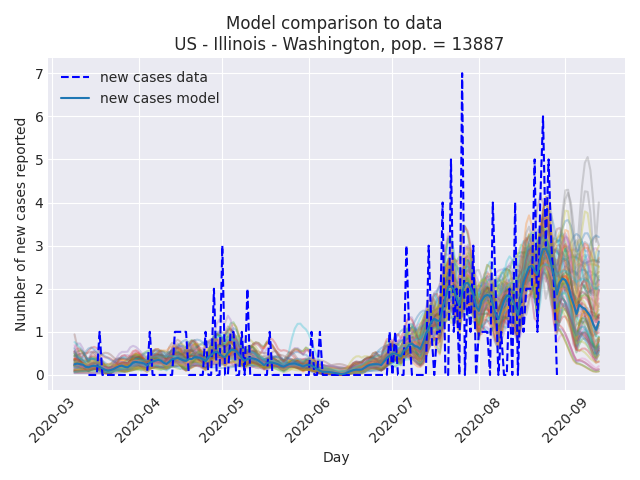 Model comparison to data
US - Illinois - Washington, pop. = 13887
new cases data
new cases model
Number of new cases reported
7
6
5
4
3
2
1
0
2020-03
2020-04
2020-05
2020-06
2020-07
2020-08
2020-09
Day